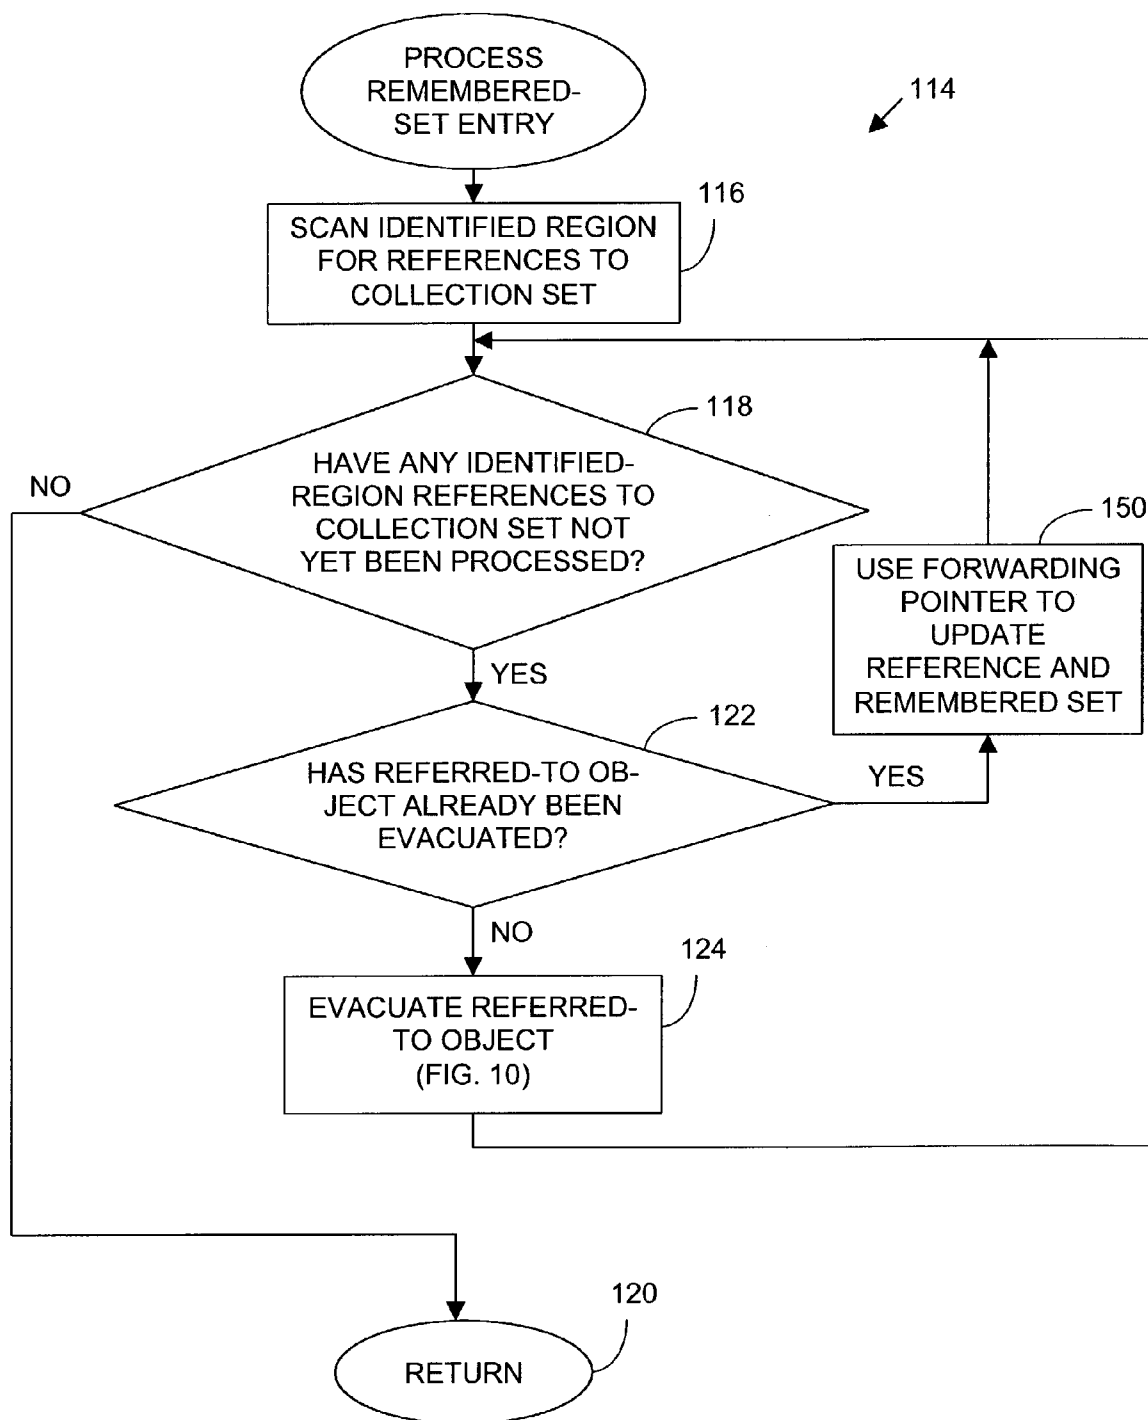 PROCESS
REMEMBERED-
SET ENTRY
114
116
SCAN IDENTIFIED REGION
FOR REFERENCES TO
COLLECTION SET
118
NO
HAVE ANY IDENTIFIED-
REGION REFERENCES TO
COLLECTION SET NOT
YET BEEN PROCESSED?
150
USE FORWARDING
POINTER TO
UPDATE
REFERENCE AND
REMEMBERED SET
YES
122
HAS REFERRED-TO OB-
JECT ALREADY BEEN
EVACUATED?
YES
NO
124
EVACUATE REFERRED-
TO OBJECT
(FIG. 10)
120
RETURN